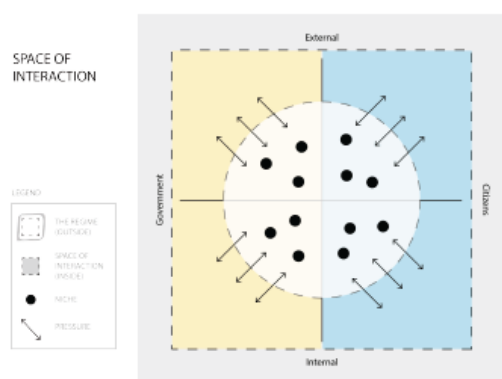 SPACE OF
INTERACTION
External
Government
Citizens
Internal
LEGEND
THE REGIME
(OUTSIDE)
SPACE OF
INTERACTION
(INSIDE)
NICHE
PRESSURE